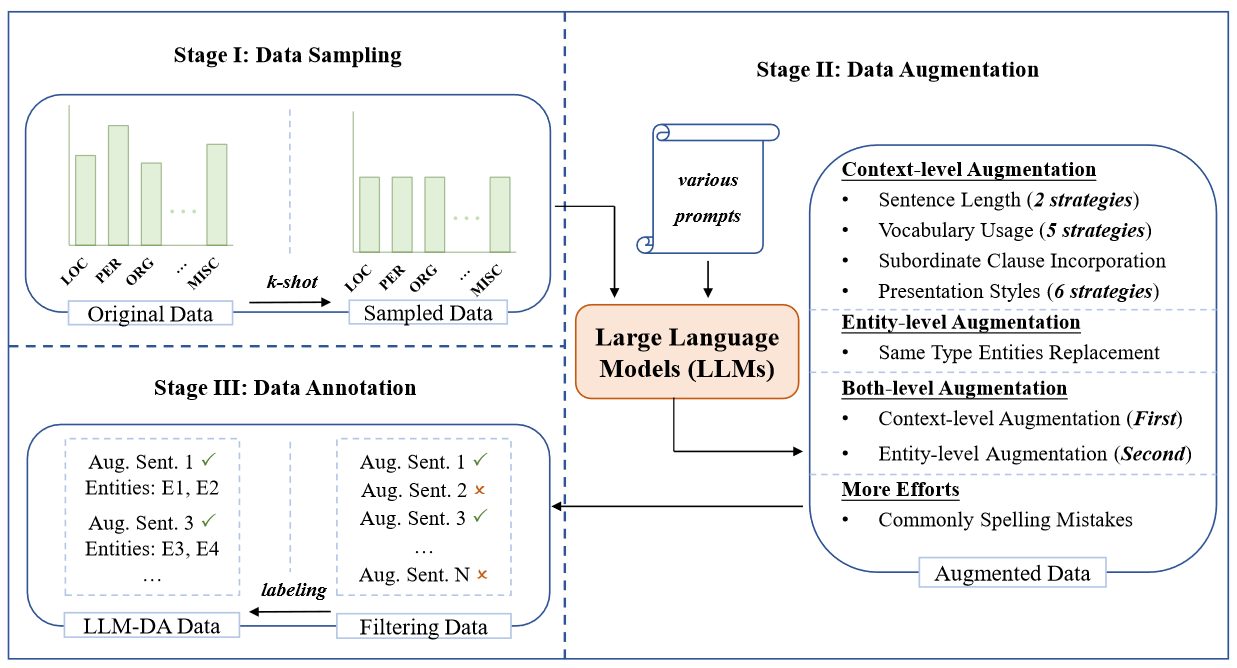 Stage I: Data Sampling
LOC
PER
ORG
...
MISC
Original Data
k-shot
LOC
PER
ORG
...
MISC
Sampled Data
Stage II: Data Augmentation
various
prompts
Large Language
Models (LLMs)
Context-level Augmentation
• Sentence Length (2 strategies)
• Vocabulary Usage (5 strategies)
• Subordinate Clause Incorporation
• Presentation Styles (6 strategies)
Entity-level Augmentation
• Same Type Entities Replacement
Both-level Augmentation
• Context-level Augmentation (First)
• Entity-level Augmentation (Second)
More Efforts
• Commonly Spelling Mistakes
Augmented Data
Stage III: Data Annotation
Aug. Sent. 1 ✓
Entities: E1, E2
Aug. Sent. 3 ✓
Entities: E3, E4
...
LLM-DA Data
labeling
Aug. Sent. 1 ✓
Aug. Sent. 2 ×
Aug. Sent. 3 ✓
...
Aug. Sent. N ×
Filtering Data